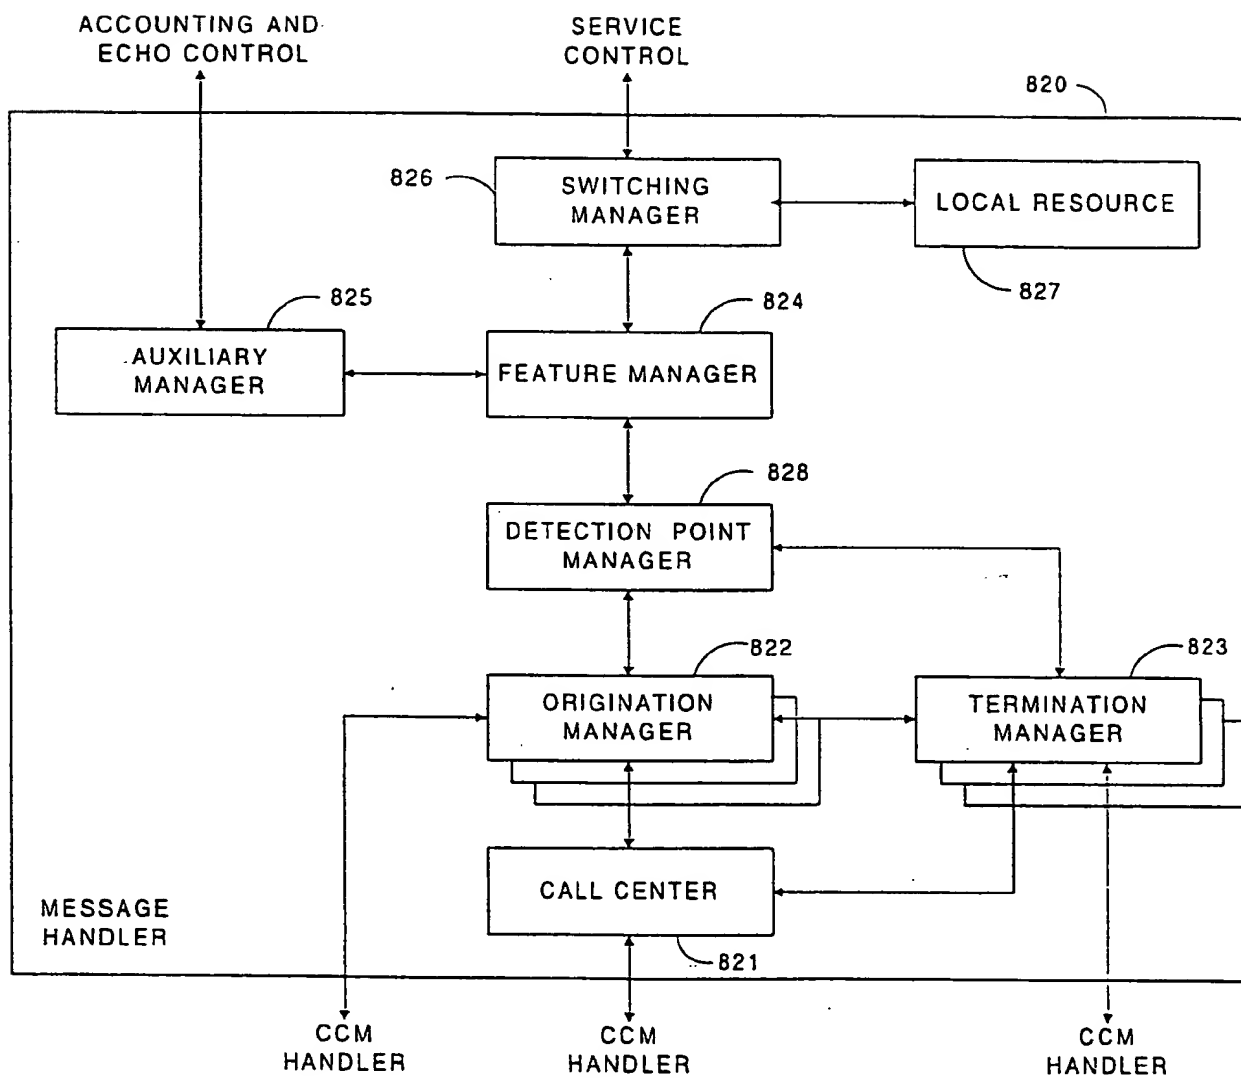 ACCOUNTING AND
ECHO CONTROL
SERVICE
CONTROL
820
826
SWITCHING
MANAGER
LOCAL RESOURCE
827
825
824
AUXILIARY
MANAGER
FEATURE MANAGER
828
DETECTION POINT
MANAGER
822
823
ORIGINATION
MANAGER
TERMINATION
MANAGER
CALL CENTER
821
MESSAGE
HANDLER
CCM
HANDLER
CCM
HANDLER
CCM
HANDLER